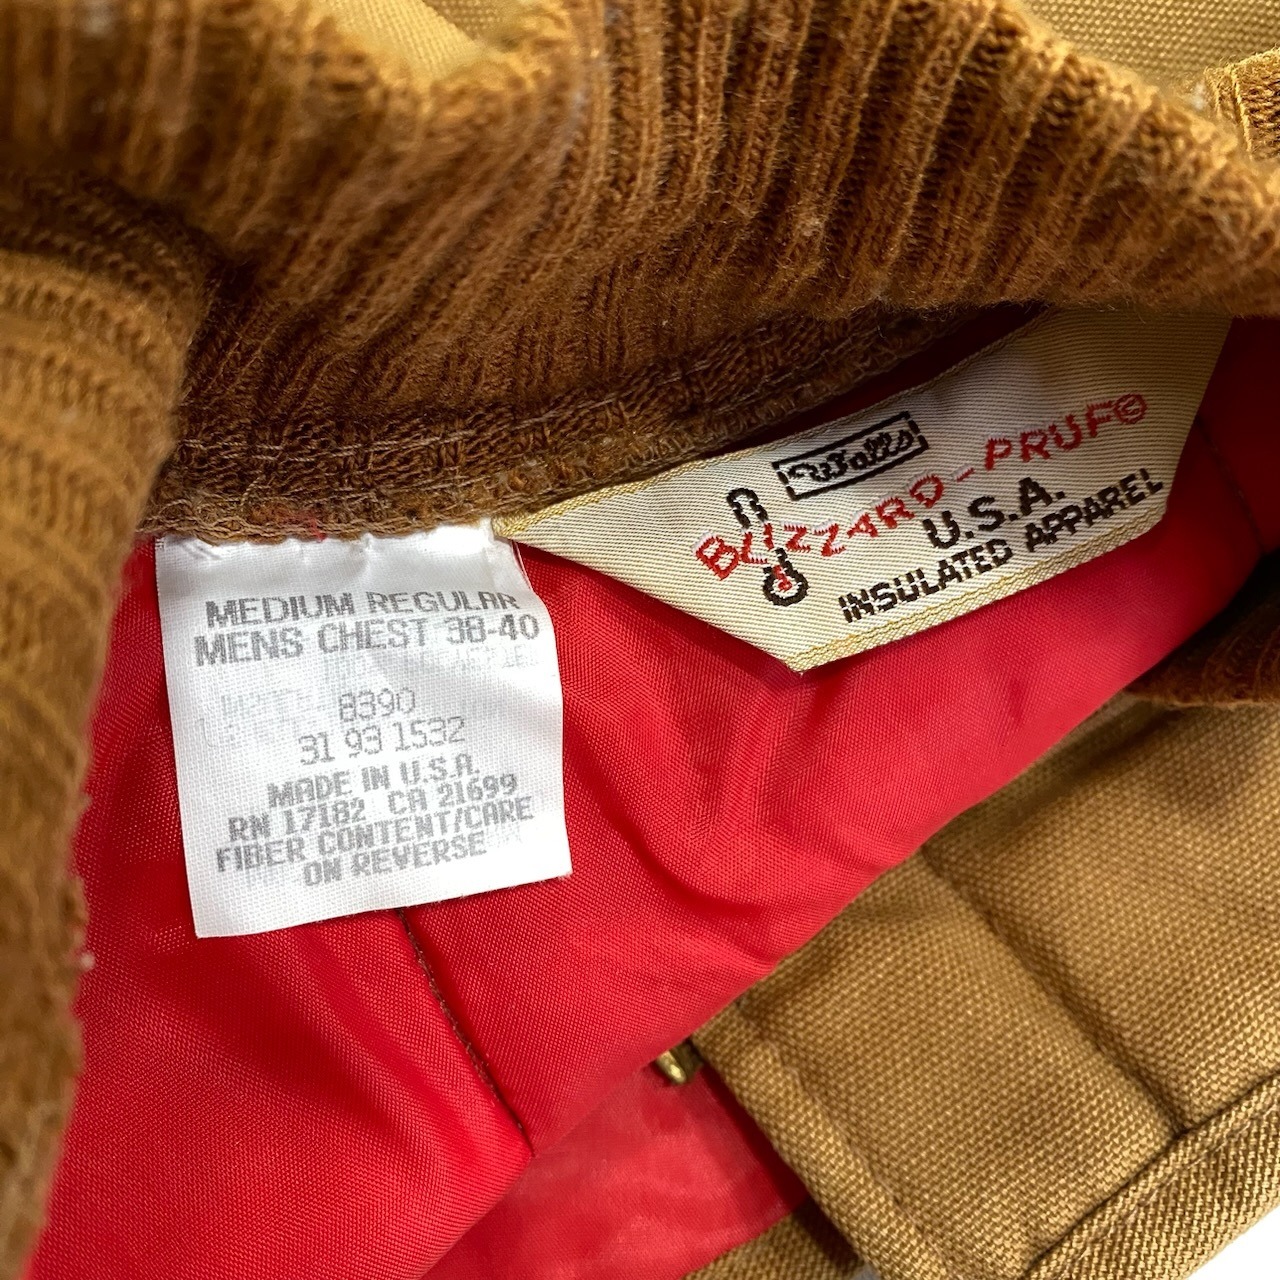 MEDIUM REGULAR
MENS CHEST 38-40
8390
31 93 1532
MADE IN U.S.A.
RN 17182 CA 21699
FIBER CONTENT/CARE
ON REVERSE
Walls
BLIZZARD-PRUF©
U.S.A.
INSULATED APPAREL